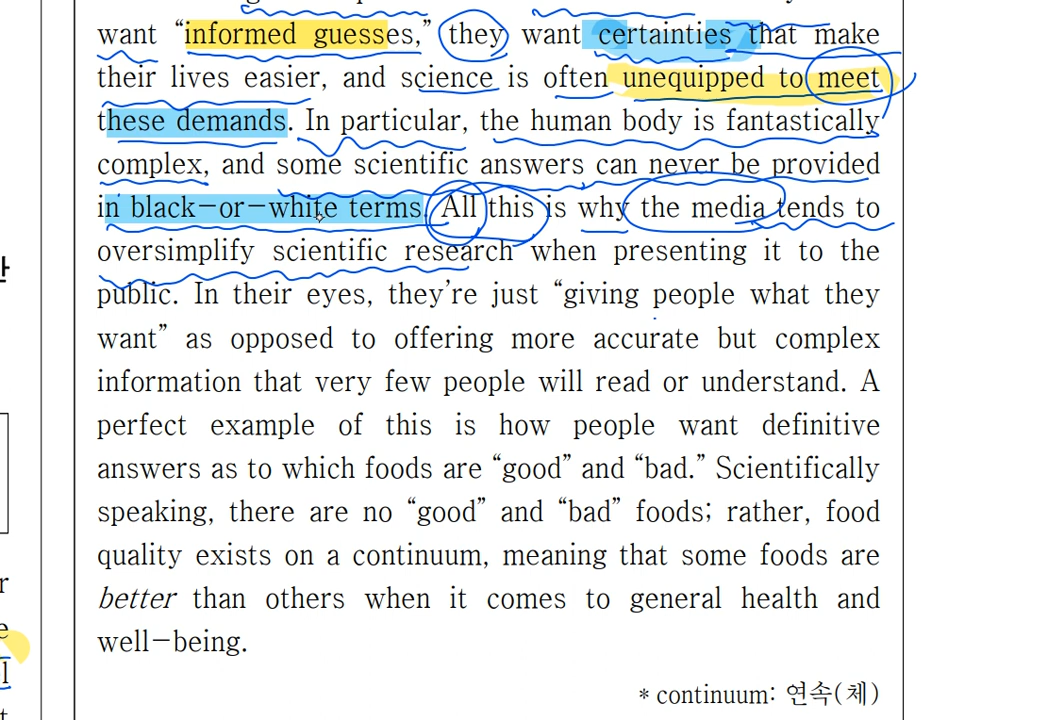 want “informed guesses,” they want certainties that make
their lives easier, and science is often unequipped to meet
these demands. In particular, the human body is fantastically
complex, and some scientific answers can never be provided
in black-or-white terms. All this is why the media tends to
oversimplify scientific research when presenting it to the
public. In their eyes, they’re just “giving people what they
want” as opposed to offering more accurate but complex
information that very few people will read or understand. A
perfect example of this is how people want definitive
answers as to which foods are “good” and “bad.” Scientifically
speaking, there are no “good” and “bad” foods; rather, food
quality exists on a continuum, meaning that some foods are
better than others when it comes to general health and
well-being.
* continuum: 연속(체)